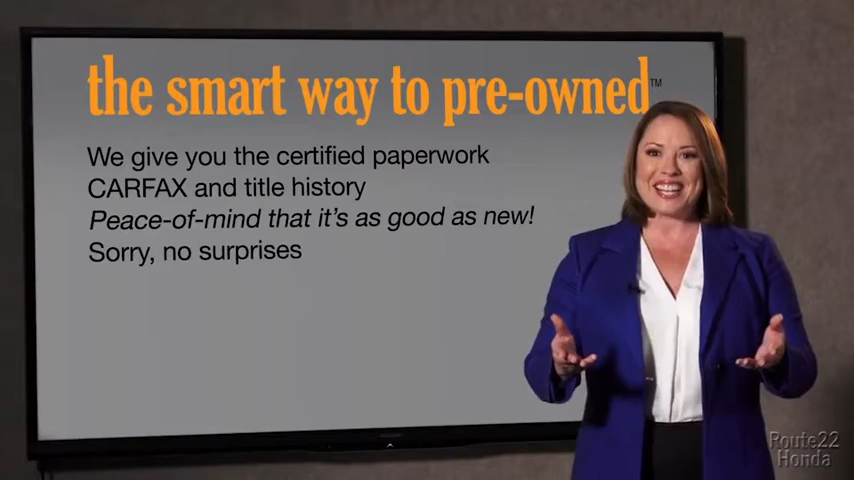 the smart way to pre-owned™
We give you the certified paperwork
CARFAX and title history
Peace-of-mind that it's as good as new!
Sorry, no surprises
Route22
Honda